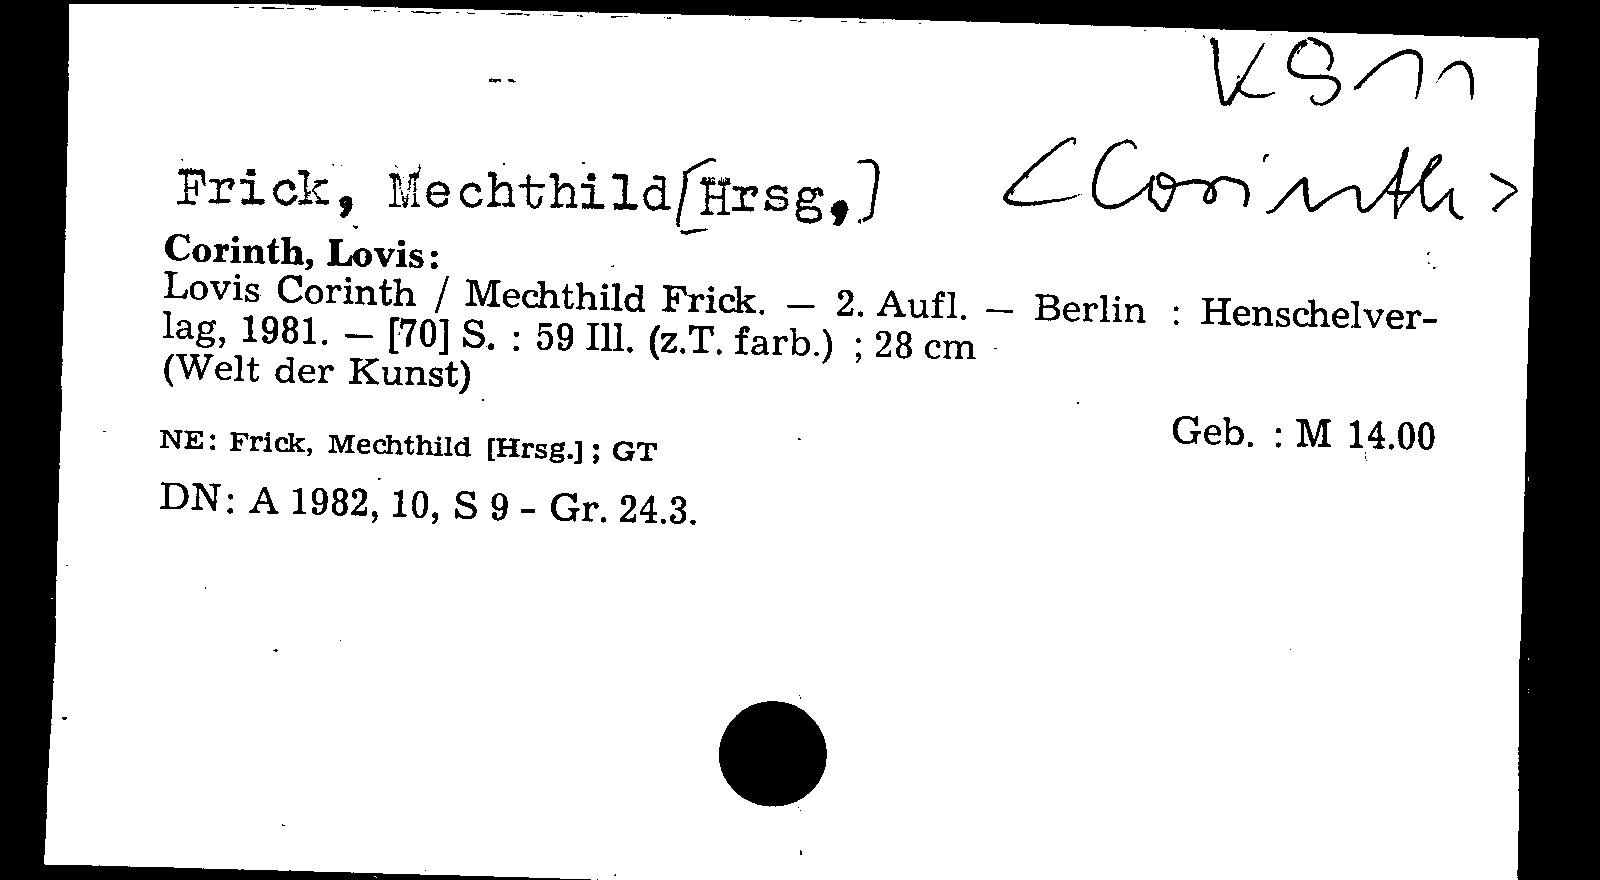 KS 11
Frick, Mechthild [Hrsg,] <Corinth>
Corinth, Lovis:
Lovis Corinth / Mechthild Frick. — 2. Aufl. — Berlin : Henschelver-
lag, 1981. — [70] S. : 59 Ill. (z.T. farb.) ; 28 cm
(Welt der Kunst)
Geb. : M 14.00
NE: Frick, Mechthild [Hrsg.] ; GT
DN: A 1982, 10, S 9 - Gr. 24.3.